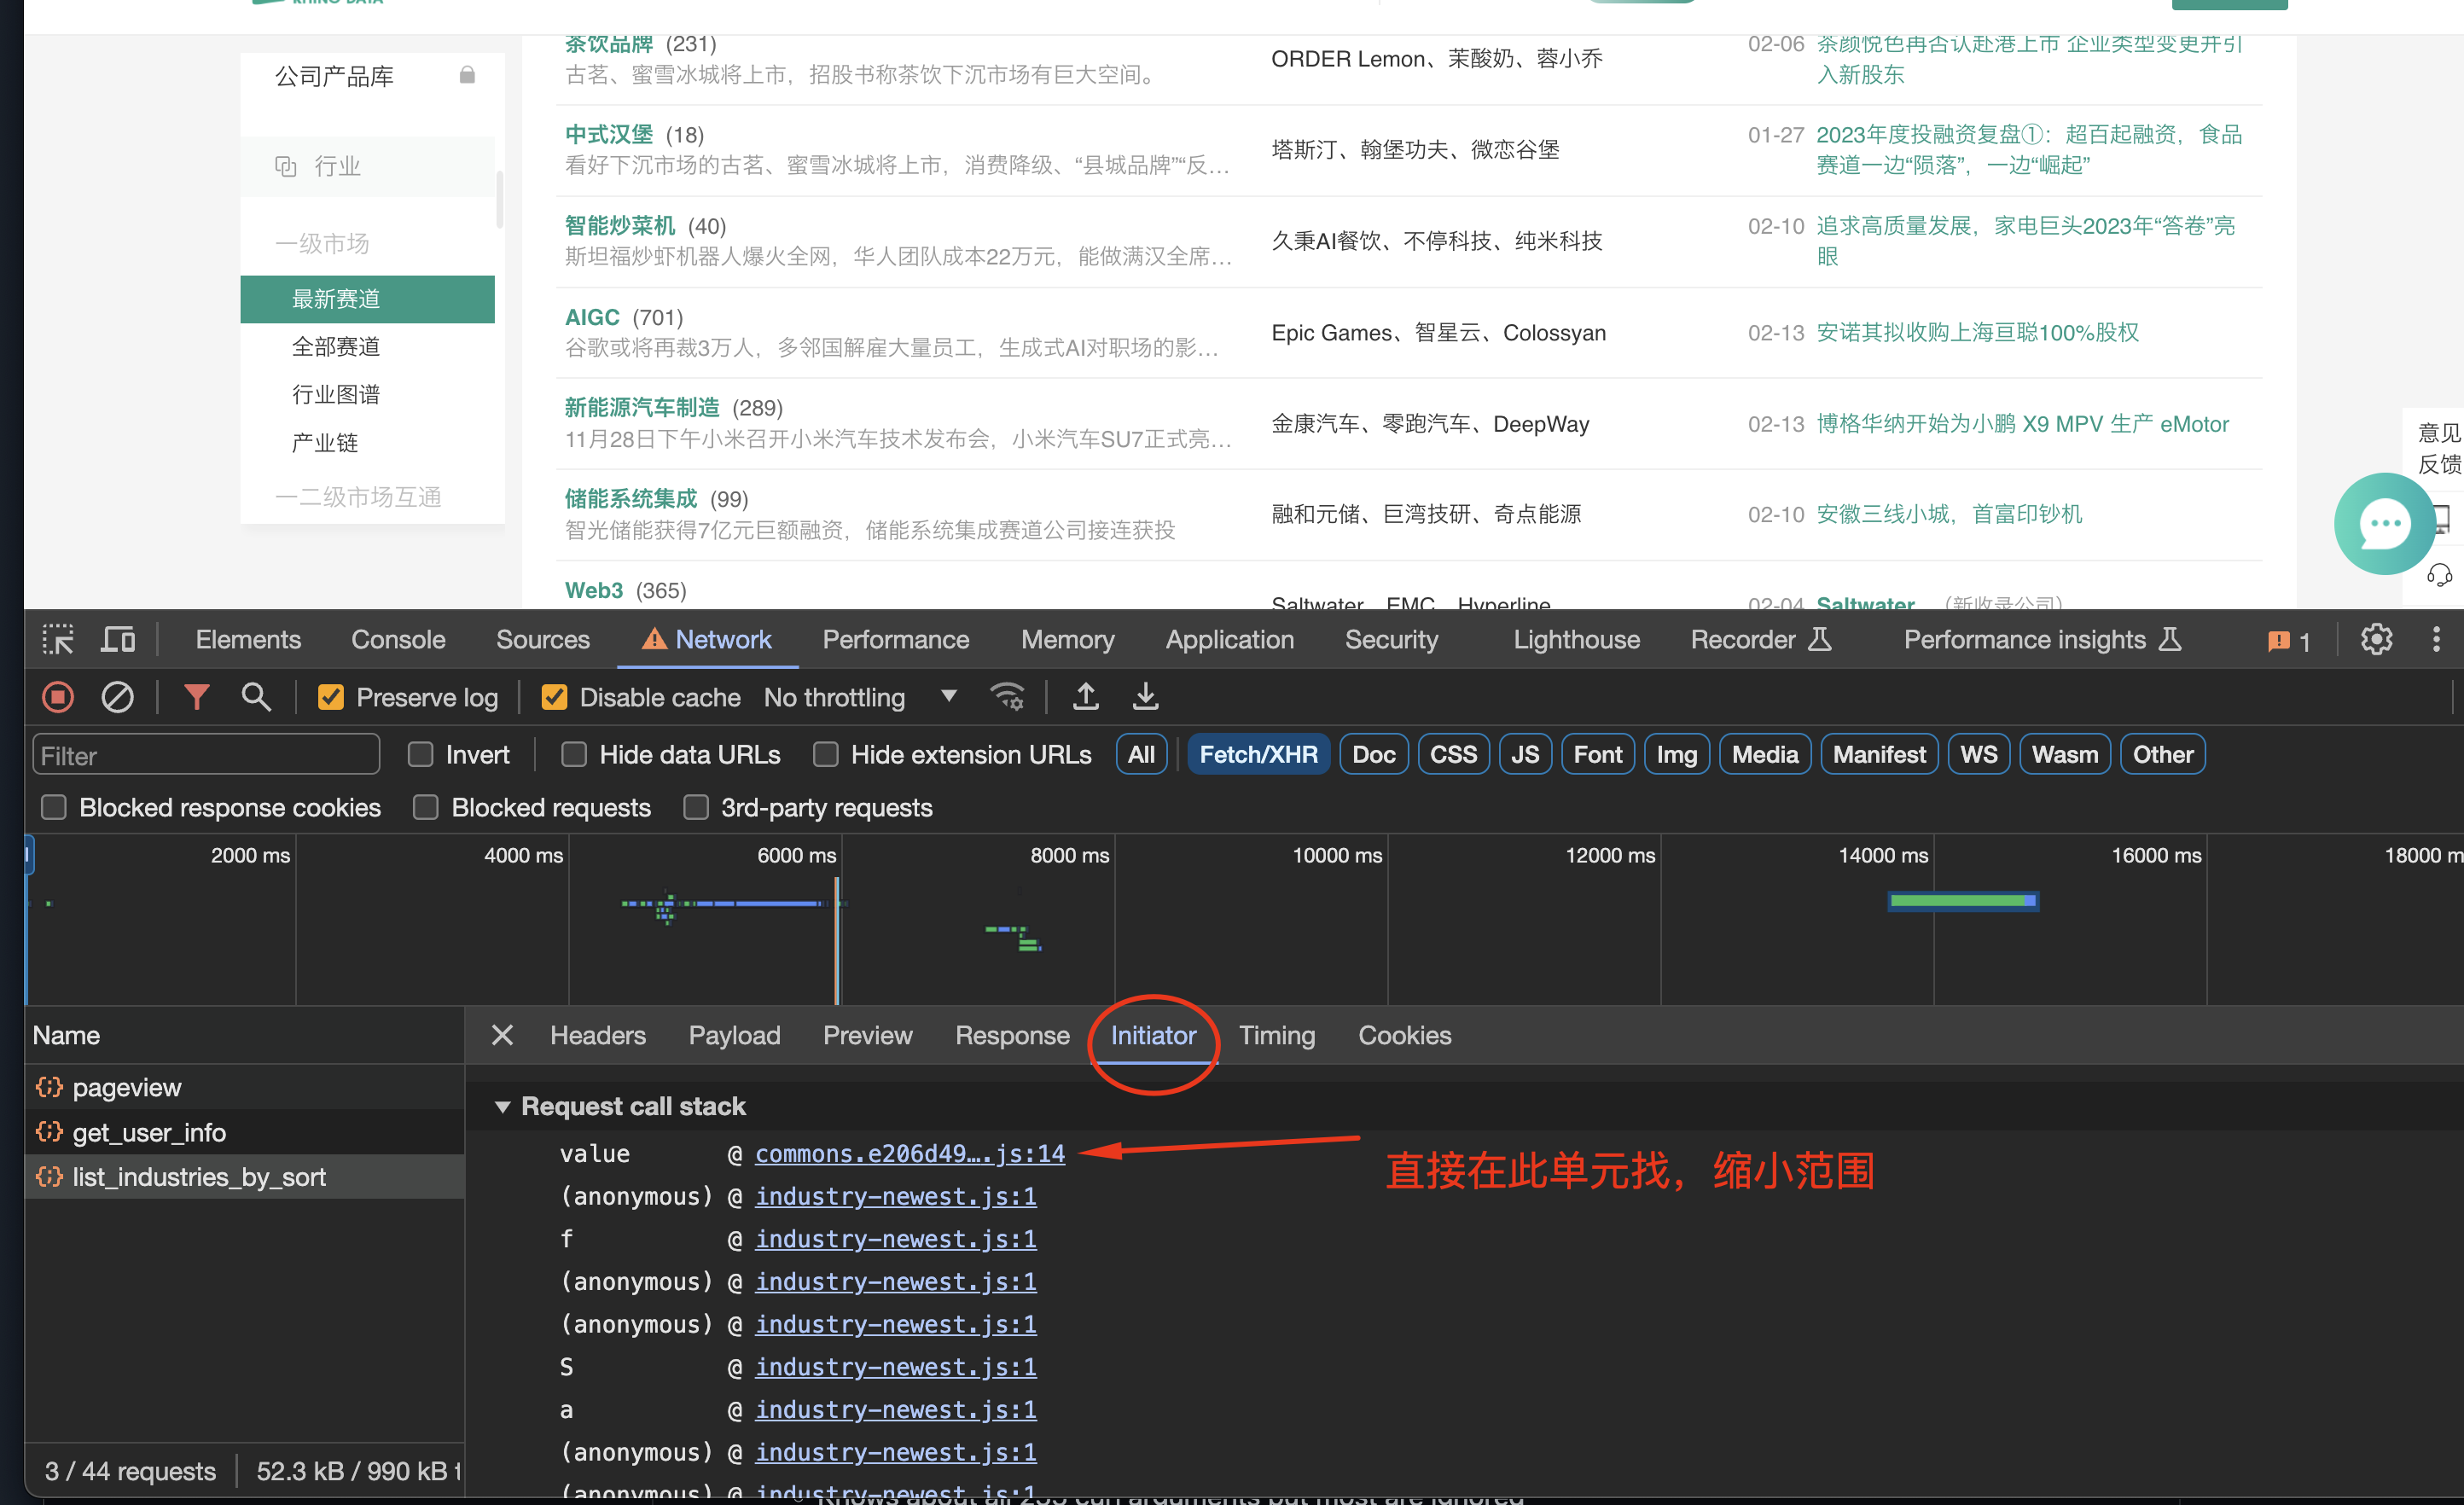 RHINO DATA
公司产品库
行业
一级市场
最新赛道
全部赛道
行业图谱
产业链
一二级市场互通
茶饮品牌 (231)
古茗、蜜雪冰城将上市，招股书称茶饮下沉市场有巨大空间。
ORDER Lemon、茉酸奶、蓉小乔
02-06 茶颜悦色再否认赴港上市 企业类型变更并引
入新股东
中式汉堡 (18)
看好下沉市场的古茗、蜜雪冰城将上市，消费降级、“县城品牌”“反…
塔斯汀、翰堡功夫、微恋谷堡
01-27 2023年度投融资复盘①：超百起融资，食品
赛道一边“陨落”，一边“崛起”
智能炒菜机 (40)
斯坦福炒虾机器人爆火全网，华人团队成本22万元，能做满汉全席…
久秉AI餐饮、不停科技、纯米科技
02-10 追求高质量发展，家电巨头2023年“答卷”亮
眼
AIGC (701)
谷歌或将再裁3万人，多邻国解雇大量员工，生成式AI对职场的影…
Epic Games、智星云、Colossyan
02-13 安诺其拟收购上海亘聪100%股权
新能源汽车制造 (289)
11月28日下午小米召开小米汽车技术发布会，小米汽车SU7正式亮…
金康汽车、零跑汽车、DeepWay
02-13 博格华纳开始为小鹏 X9 MPV 生产 eMotor
储能系统集成 (99)
智光储能获得7亿元巨额融资，储能系统集成赛道公司接连获投
融和元储、巨湾技研、奇点能源
02-10 安徽三线小城，首富印钞机
Web3 (365)
Saltwater、EMC、Hyperline
02-04 Saltwater （新收录公司）
意见
反馈
Elements Console Sources Network Performance Memory Application Security Lighthouse Recorder Performance insights 1
Preserve log Disable cache No throttling
Filter Invert Hide data URLs Hide extension URLs All Fetch/XHR Doc CSS JS Font Img Media Manifest WS Wasm Other
Blocked response cookies Blocked requests 3rd-party requests
2000 ms 4000 ms 6000 ms 8000 ms 10000 ms 12000 ms 14000 ms 16000 ms 18000 m
Name
pageview
get_user_info
list_industries_by_sort
3 / 44 requests 52.3 kB / 990 kB t
Headers Payload Preview Response Initiator Timing Cookies
Request call stack
value @ commons.e206d49….js:14
直接在此单元找，缩小范围
(anonymous) @ industry-newest.js:1
f @ industry-newest.js:1
(anonymous) @ industry-newest.js:1
(anonymous) @ industry-newest.js:1
S @ industry-newest.js:1
a @ industry-newest.js:1
(anonymous) @ industry-newest.js:1
(anonymous) @ industry-newest.js:1
Knows about all 255 curl arguments but most are ignored